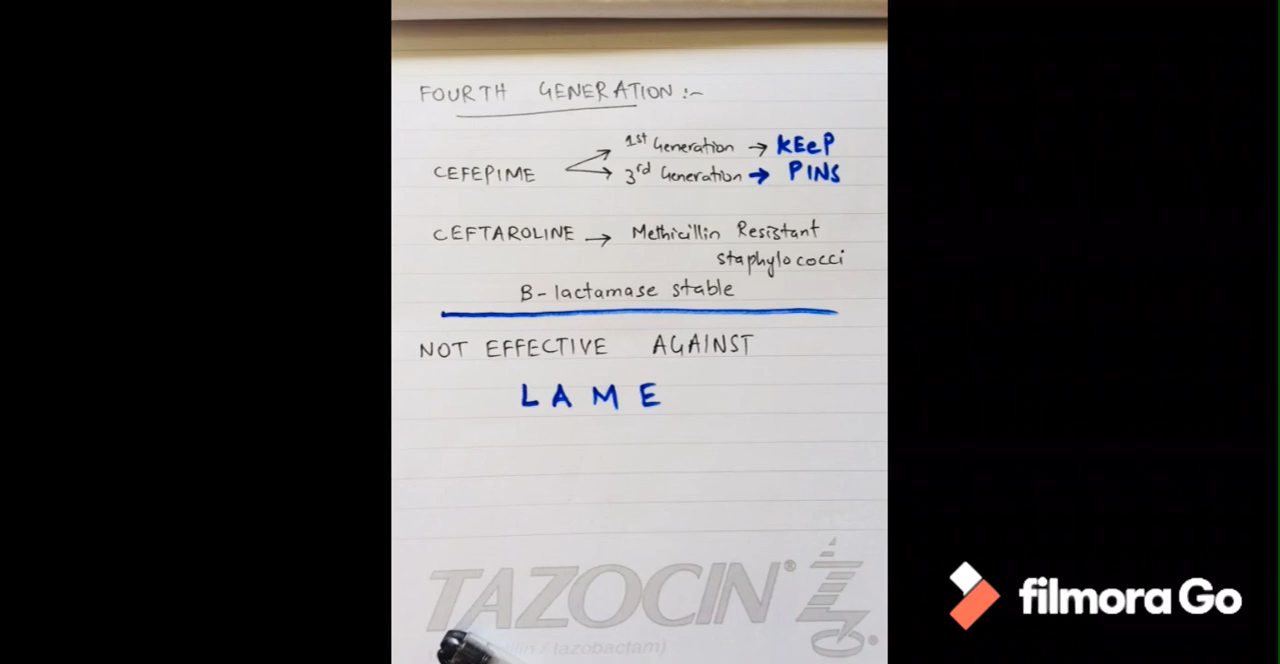 FOURTH GENERATION :-
1st Generation → KEeP
CEFEPIME
3rd Generation → PINS
CEFTAROLINE → Methicillin Resistant
staphylococci
B-lactamase stable
NOT EFFECTIVE AGAINST
L A M E
TAZOCIN®
/ tazobactam)
filmora Go